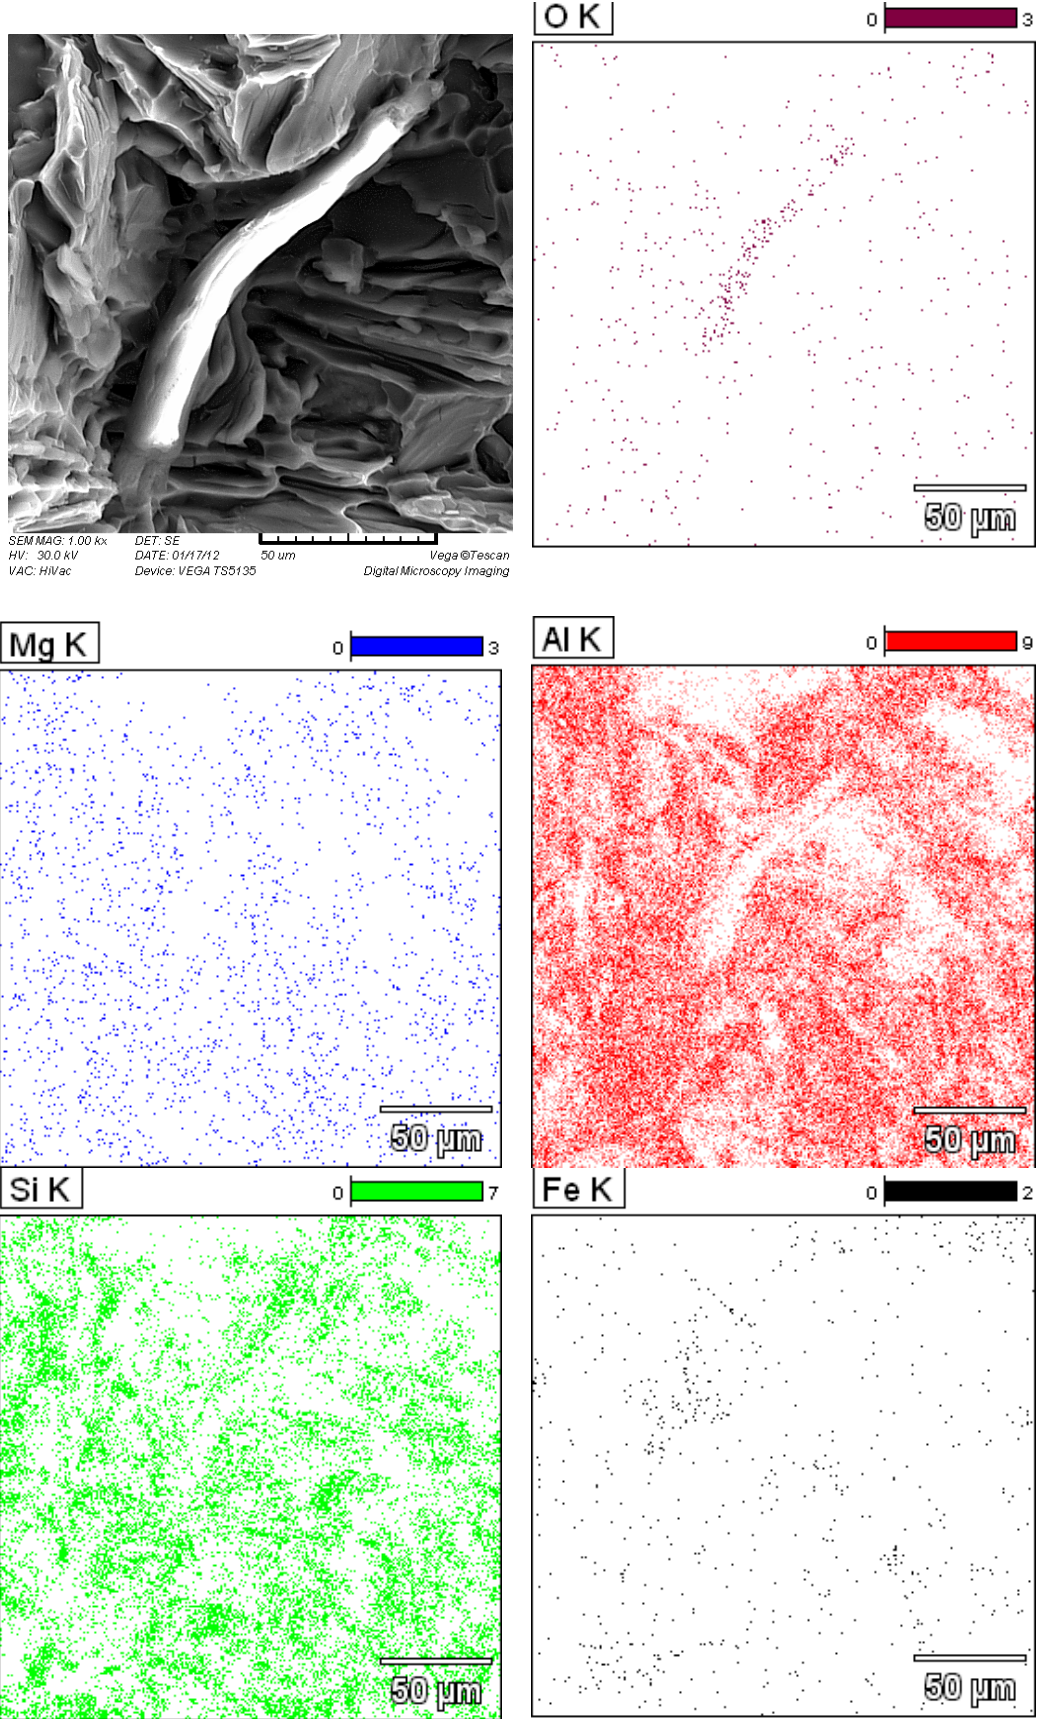 O K
0 3
50 µm
SEM MAG: 1.00 kx DET: SE
HV: 30.0 kV DATE: 01/17/12 50 um Vega ©Tescan
VAC: HiVac Device: VEGA TS5135 Digital Microscopy Imaging
Mg K
0 3
Al K
0 9
50 µm
50 µm
Si K
0 7
Fe K
0 2
50 µm
50 µm